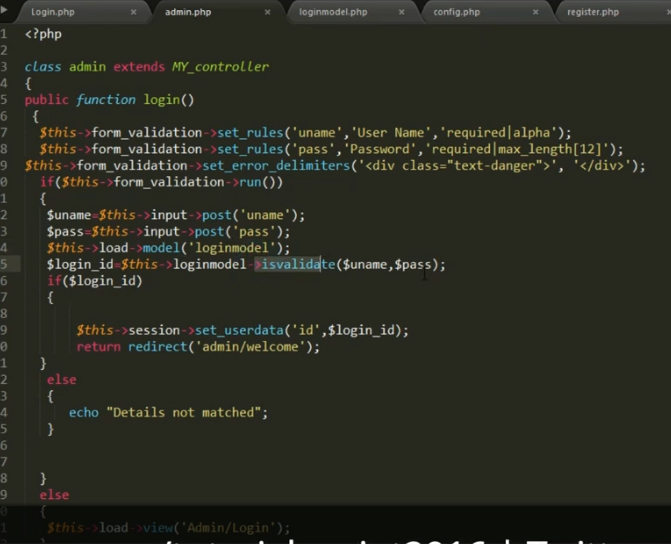 Login.php × admin.php × loginmodel.php × config.php × register.php
1 <?php
2
3 class admin extends MY_controller
4 {
5 public function login()
6 {
7 $this->form_validation->set_rules('uname','User Name','required|alpha');
8 $this->form_validation->set_rules('pass','Password','required|max_length[12]');
9 $this->form_validation->set_error_delimiters('<div class="text-danger">', '</div>');
0 if($this->form_validation->run())
1 {
2 $uname=$this->input->post('uname');
3 $pass=$this->input->post('pass');
4 $this->load->model('loginmodel');
5 $login_id=$this->loginmodel->isvalidate($uname,$pass);
6 if($login_id)
7 {
8
9 $this->session->set_userdata('id',$login_id);
0 return redirect('admin/welcome');
1 }
2 else
3 {
4 echo "Details not matched";
5 }
6
7
8 }
9 else
0 {
1 $this->load->view('Admin/Login');